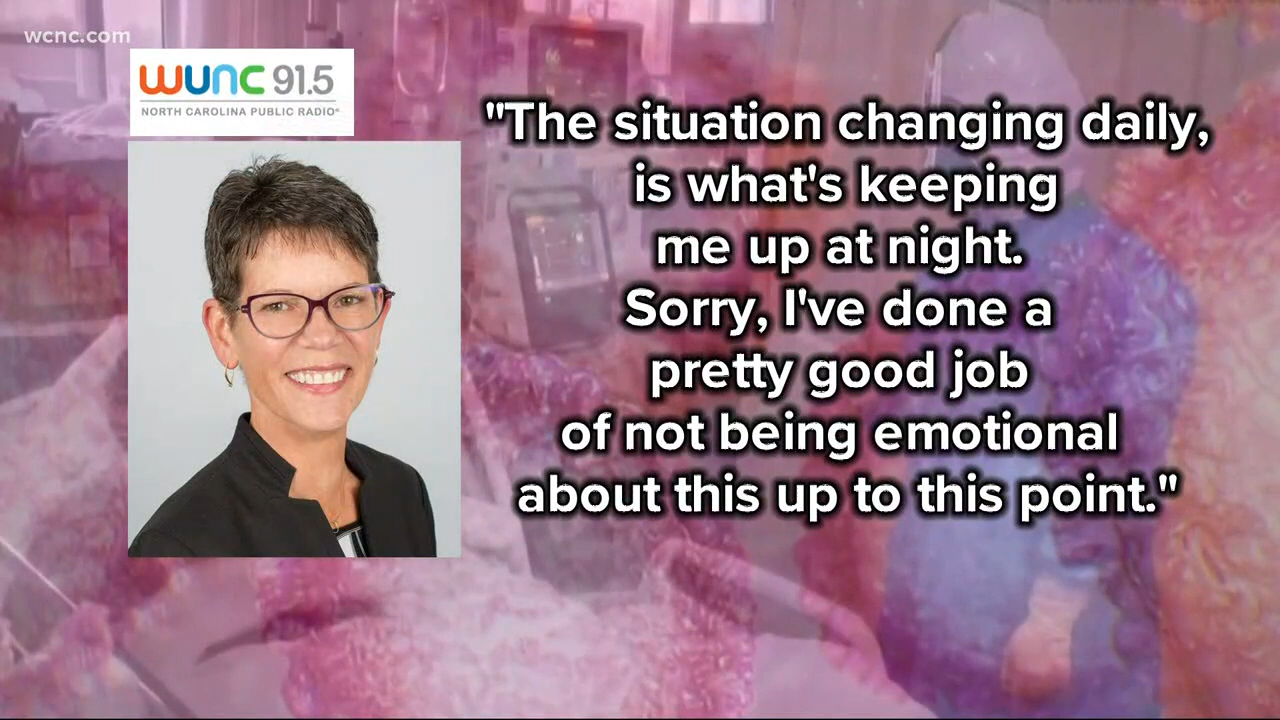 wcnc.com
WUNC 91.5
NORTH CAROLINA PUBLIC RADIO®
"The situation changing daily,
is what's keeping
me up at night.
Sorry, I've done a
pretty good job
of not being emotional
about this up to this point."